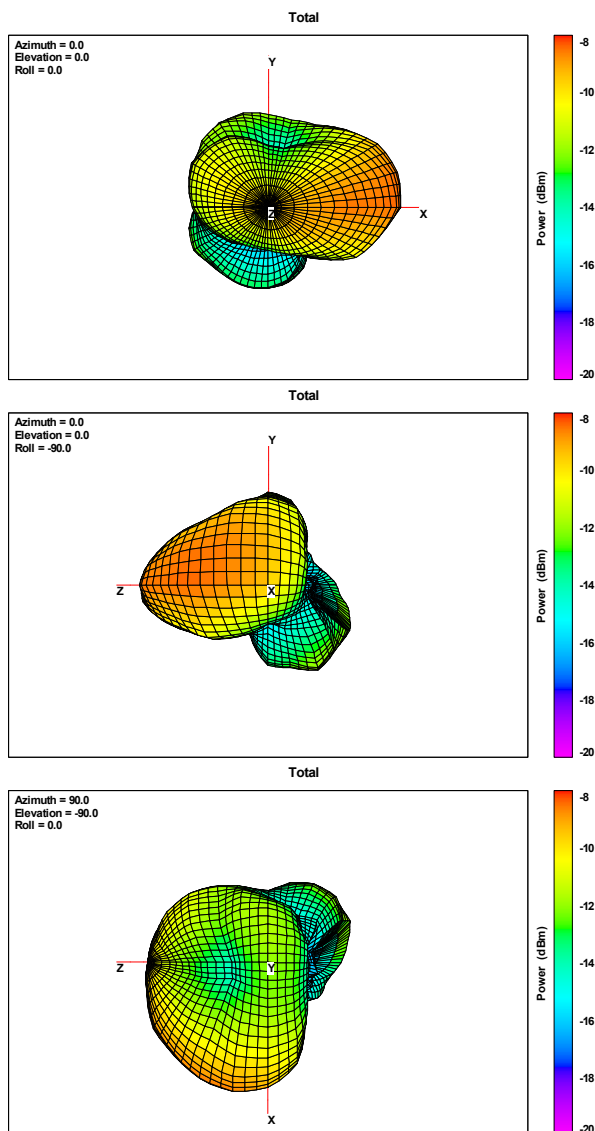 Total
Azimuth = 0.0
Elevation = 0.0
Roll = 0.0
Y
Z
X
-8
-10
-12
-14
-16
-18
-20
Power (dBm)
Total
Azimuth = 0.0
Elevation = 0.0
Roll = -90.0
Y
Z
X
-8
-10
-12
-14
-16
-18
-20
Power (dBm)
Total
Azimuth = 90.0
Elevation = -90.0
Roll = 0.0
Z
Y
X
-8
-10
-12
-14
-16
-18
-20
Power (dBm)